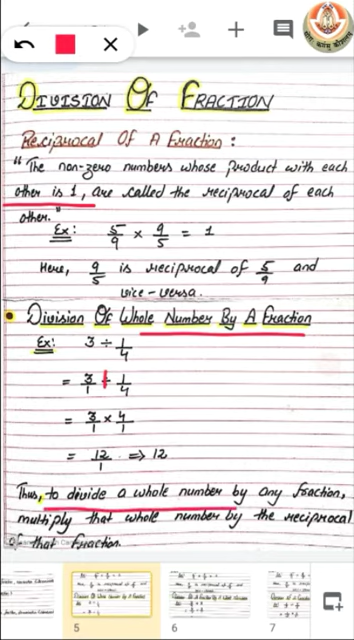 DIVISION OF FRACTION
Reciprocal Of A Fraction :
" The non-zero numbers whose product with each
other is 1, are called the reciprocal of each
other."
Ex: 5/9 × 9/5 = 1
Here, 9/5 is reciprocal of 5/9 and
vice-versa.
• DIVISION OF WHOLE NUMBER BY A FRACTION
Ex: 3 ÷ 1/4
= 3/1 ÷ 1/4
= 3/1 × 4/1
= 12/1 ⇒ 12
Thus, to divide a whole number by any fraction,
multiply that whole number by the reciprocal
of that fraction.
5
6
7